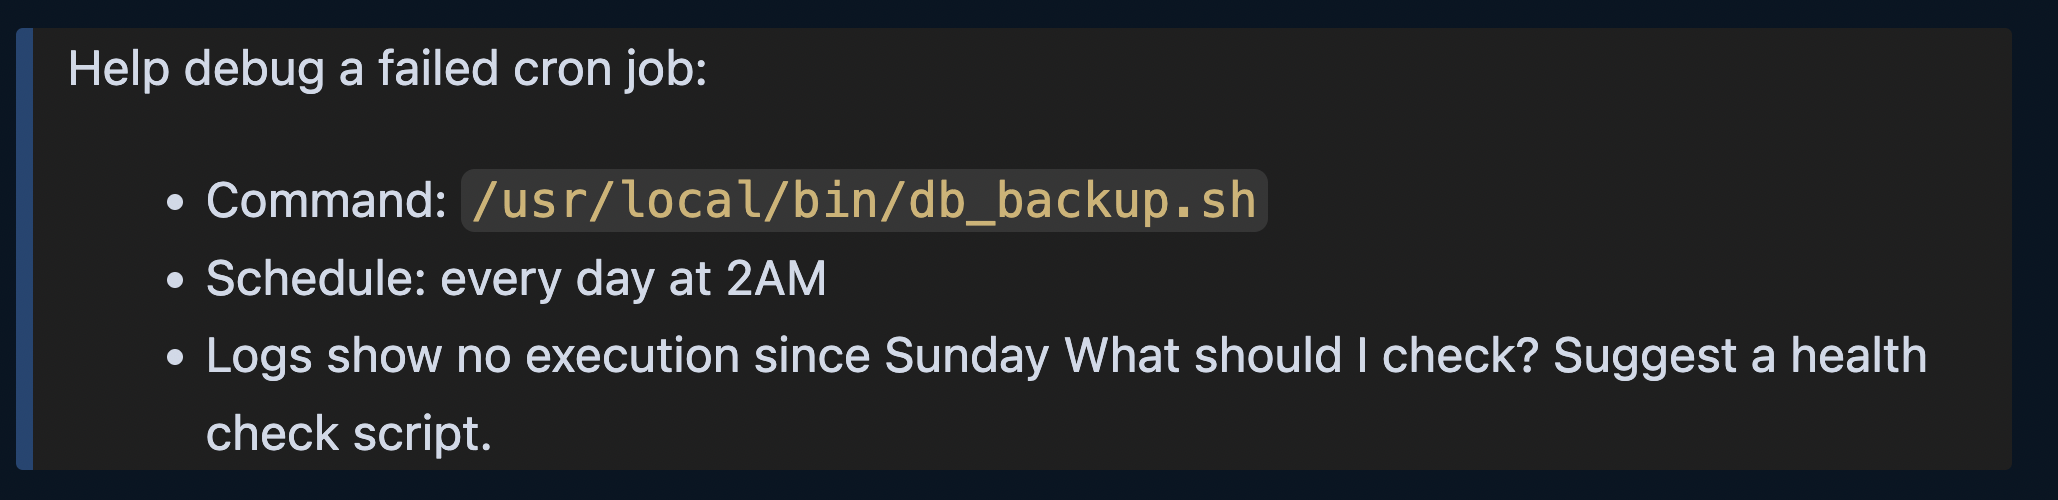 Help debug a failed cron job:
• Command: /usr/local/bin/db_backup.sh
• Schedule: every day at 2AM
• Logs show no execution since Sunday What should I check? Suggest a health
check script.